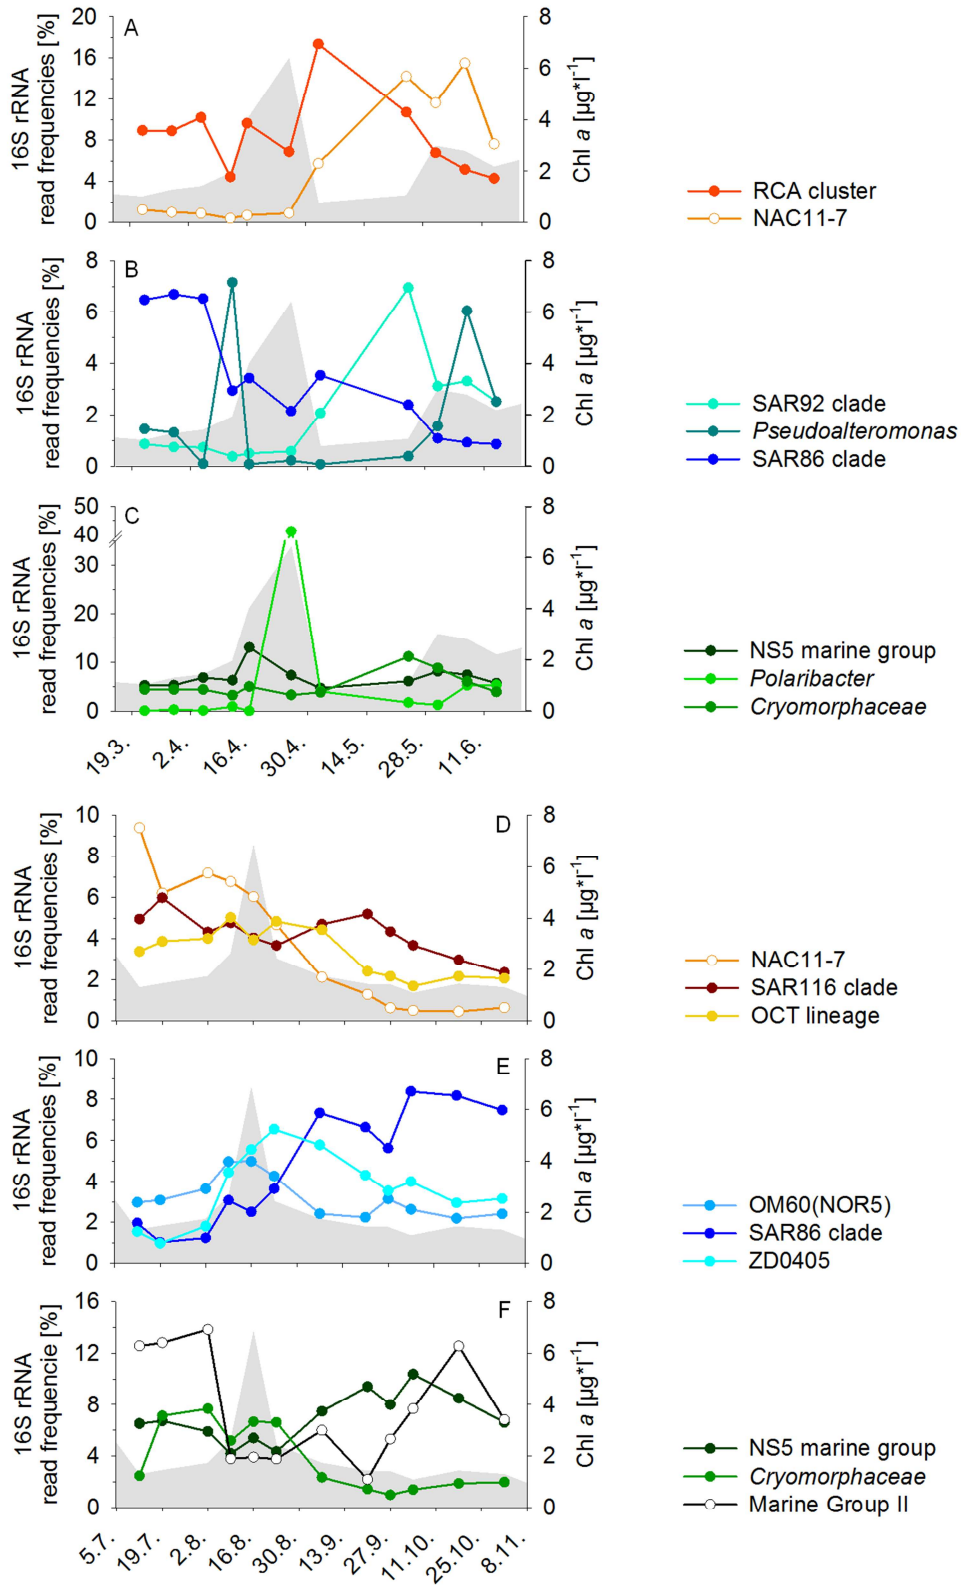 A
20
16
12
8
4
0
16S rRNA
read frequencies [%]
8
6
4
2
0
Chl a [µg*l⁻¹]
RCA cluster
NAC11-7
B
8
6
4
2
0
16S rRNA
read frequencies [%]
8
6
4
2
0
Chl a [µg*l⁻¹]
SAR92 clade
Pseudoalteromonas
SAR86 clade
C
50
40
30
20
10
0
16S rRNA
read frequencies [%]
8
6
4
2
0
Chl a [µg*l⁻¹]
NS5 marine group
Polaribacter
Cryomorphaceae
19.3.
2.4.
16.4.
30.4.
14.5.
28.5.
11.6.
D
10
8
6
4
2
0
16S rRNA
read frequencies [%]
8
6
4
2
0
Chl a [µg*l⁻¹]
NAC11-7
SAR116 clade
OCT lineage
E
10
8
6
4
2
0
16S rRNA
read frequencies [%]
8
6
4
2
0
Chl a [µg*l⁻¹]
OM60(NOR5)
SAR86 clade
ZD0405
F
16
12
8
4
0
16S rRNA
read frequencie [%]
8
6
4
2
0
Chl a [µg*l⁻¹]
NS5 marine group
Cryomorphaceae
Marine Group II
5.7.
19.7.
2.8.
16.8.
30.8.
13.9.
27.9.
11.10.
25.10.
8.11.